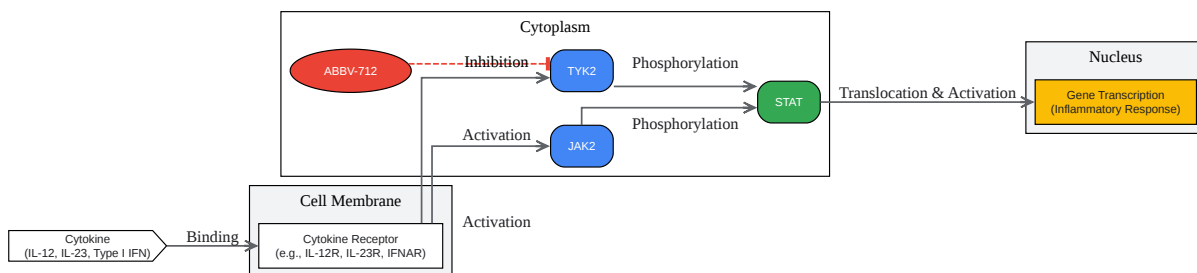 Cytoplasm
ABBV-712
Inhibition
TYK2
Phosphorylation
STAT
Translocation & Activation
Nucleus
Gene Transcription
(Inflammatory Response)
Activation
JAK2
Phosphorylation
Cell Membrane
Activation
Cytokine
(IL-12, IL-23, Type I IFN)
Binding
Cytokine Receptor
(e.g., IL-12R, IL-23R, IFNAR)